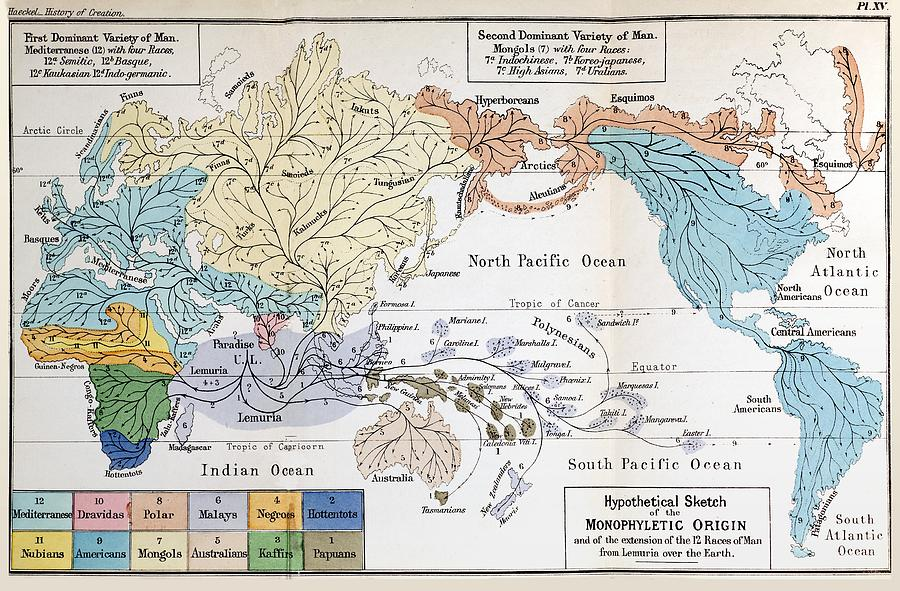 Haeckel_ History of Creation.
Pl. XV.
First Dominant Variety of Man.
Mediterranese (12) with four Races,
12ª Semitic, 12ᵇ Basque,
12ᶜ Kaukasian 12ᵈ Indo-germanic.
Second Dominant Variety of Man.
Mongols (7) with four Races:
7ª Indochinese, 7ᵇ Koreo-japanese,
7ᶜ High Asians, 7ᵈ Uralians.
Finns
Samoieds
Scandinavians
Iakuts
Hyperboreans
Esquimos
Arctic Circle
60°
60°
Finns
Smoieds
Tungusian
Arctics
Aleutians
Kamtschadales
Esquimos
Kelts
Basques
Turks
Kalmucks
Koreans
Japanese
Moors
Mediterranese
North Pacific Ocean
North
Atlantic
Ocean
North
Americans
Tropic of Cancer
Formosa I.
Philippine I.
Mariane I.
Caroline I.
Marshalls I.
Polynesians
Sandwich Iˢ
Central Americans
Paradise
U. L.
Lemuria
Guinea-Negros
Borneo
Mulgrave I.
Equator
Admiralty I.
New Guinea
Ellices I.
Phoenix I.
Marquesas I.
Congo-Kaffirs
Zulu-Kaffers
Lemuria
Melanes.
New
Hebrides
Samoa I.
Tahiti I.
Mangareva I.
South
Americans
Madagascar
Tropic of Capricorn
New
Caledonia
Viti I.
Tonga I.
Easter I.
Hottentots
Indian Ocean
Australia
South Pacific Ocean
Tasmanians
New Zealanders
Maoris
Patagonians
South
Atlantic
Ocean
12 10 8 6 4 2
Mediterranese Dravidas Polar Malays Negroes Hottentots
11 9 7 5 3 1
Nubians Americans Mongols Australians Kaffirs Papuans
Hypothetical Sketch
of the
MONOPHYLETIC ORIGIN
and of the extension of the 12 Races of Man
from Lemuria over the Earth.